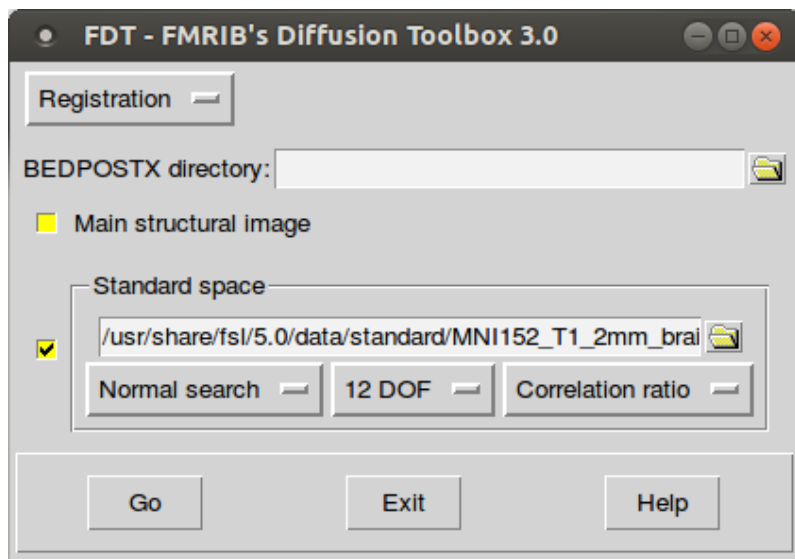 FDT - FMRIB's Diffusion Toolbox 3.0
Registration
BEDPOSTX directory:
Main structural image
Standard space
/usr/share/fsl/5.0/data/standard/MNI152_T1_2mm_brai
Normal search 12 DOF Correlation ratio
Go Exit Help